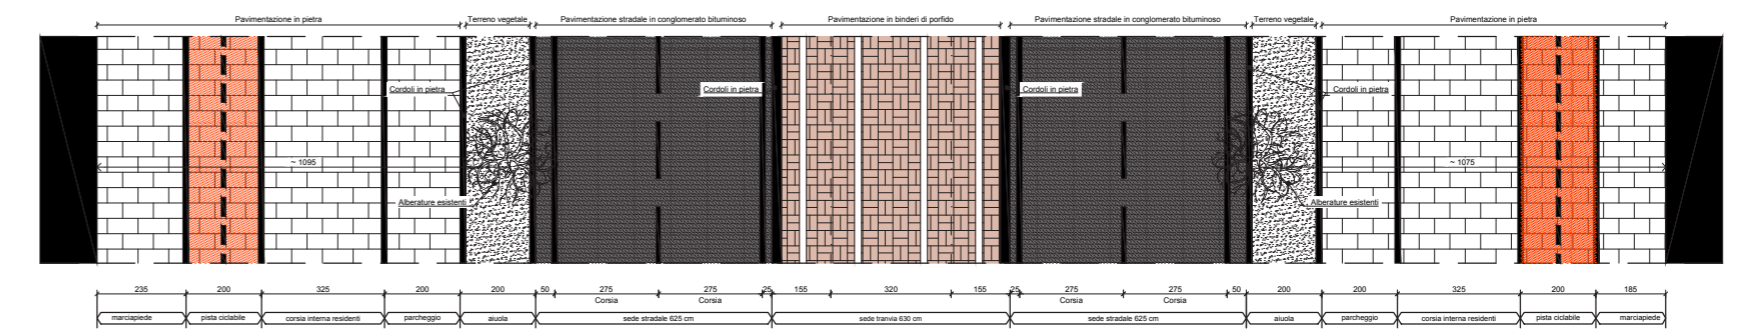 Pavimentazione in pietra Terreno vegetale Pavimentazione stradale in conglomerato bituminoso Pavimentazione in binderi di porfido Pavimentazione stradale in conglomerato bituminoso Terreno vegetale Pavimentazione in pietra
Cordoli in pietra Cordoli in pietra Cordoli in pietra Cordoli in pietra
~ 1095 ~ 1075
Alberature esistenti Alberature esistenti
235 200 325 200 200 50 275 275 25 155 320 155 25 275 275 50 200 200 325 200 185
Corsia Corsia Corsia Corsia
marciapiede pista ciclabile corsia interna residenti parcheggio aiuola sede stradale 625 cm sede tranvia 630 cm sede stradale 625 cm aiuola parcheggio corsia interna residenti pista ciclabile marciapiede